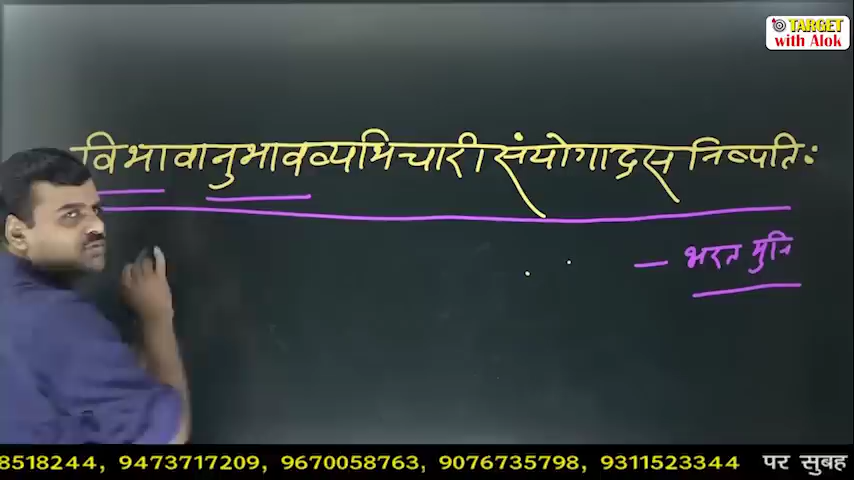 TARGET
with Alok
विभावानुभावव्यभिचारी संयोगाद्रस निष्पतिः
— भरत मुनि
8518244, 9473717209, 9670058763, 9076735798, 9311523344 पर सुबह